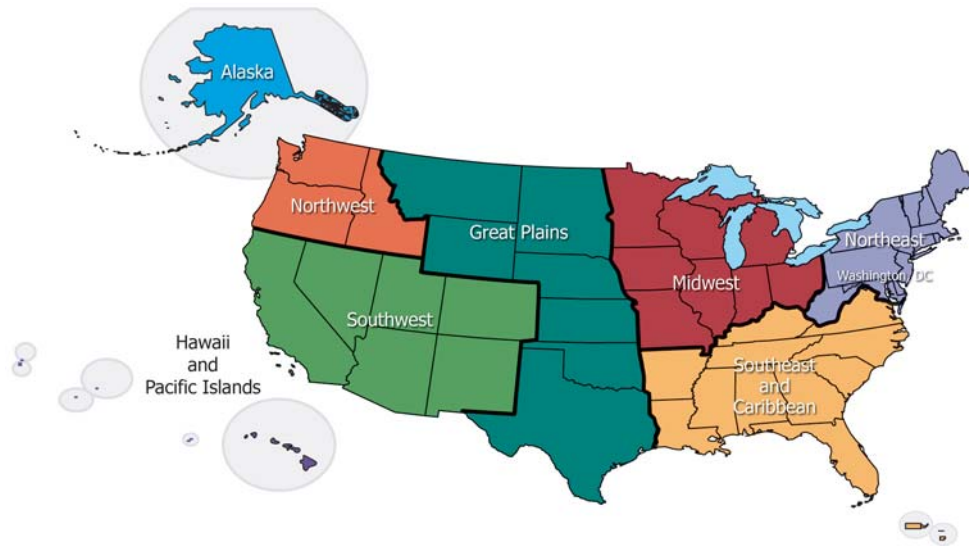 Alaska
Northwest
Great Plains
Midwest
Northeast
Washington, DC
Southwest
Hawaii
and
Pacific Islands
Southeast
and
Caribbean